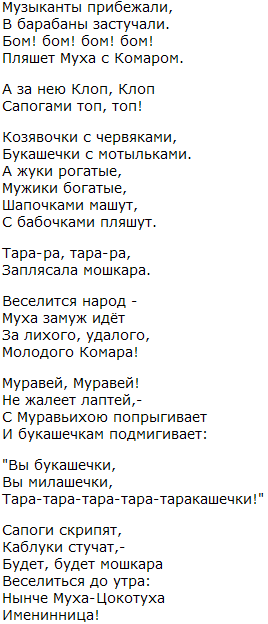 Музыканты прибежали,
В барабаны застучали.
Бом! бом! бом! бом!
Пляшет Муха с Комаром.
А за нею Клоп, Клоп
Сапогами топ, топ!
Козявочки с червяками,
Букашечки с мотыльками.
А жуки рогатые,
Мужики богатые,
Шапочками машут,
С бабочками пляшут.
Тара-ра, тара-ра,
Заплясала мошкара.
Веселится народ -
Муха замуж идёт
За лихого, удалого,
Молодого Комара!
Муравей, Муравей!
Не жалеет лаптей,-
С Муравьихою попрыгивает
И букашечкам подмигивает:
"Вы букашечки,
Вы милашечки,
Тара-тара-тара-тара-таракашечки!"
Сапоги скрипят,
Каблуки стучат,-
Будет, будет мошкара
Веселиться до утра:
Нынче Муха-Цокотуха
Именинница!